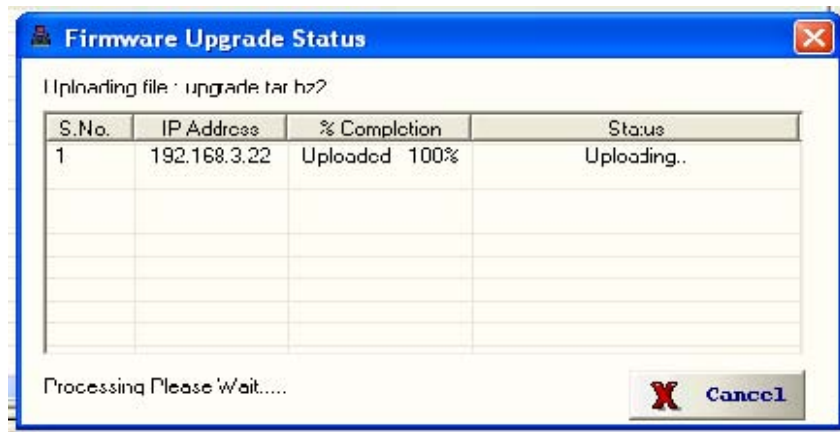 Firmware Upgrade Status
Uploading file : upgrade.tar.bz2
S.No. IP Address % Completion Status
1 192.168.3.22 Uploaded 100% Uploading..
Processing Please Wait.....
X Cancel